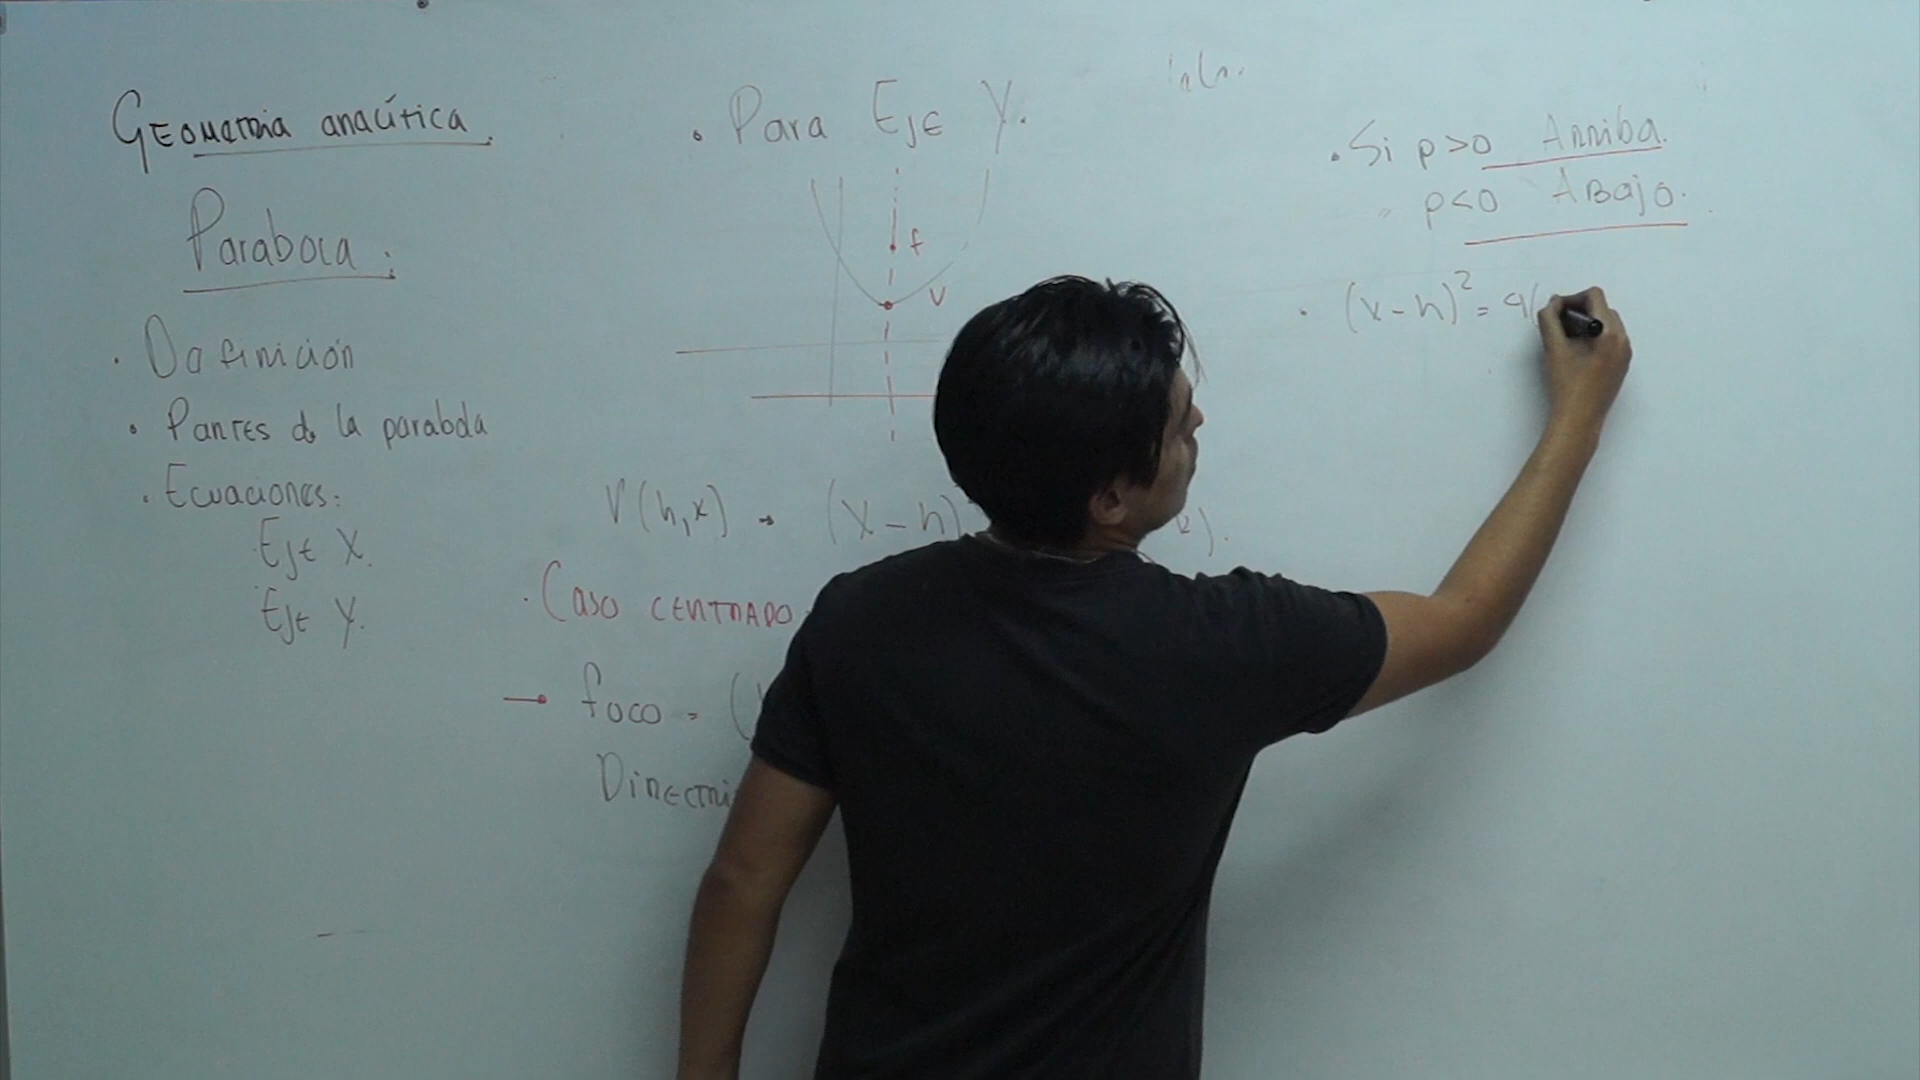 Geometria analítica.
Parabola:
. Definición
. Partes de la parabola
. Ecuaciones:
Eje X.
Eje Y.
. Para Eje Y.
f
v
V(h,k) → (X-h)
k).
. Caso centrado
→ foco = (
Directri
. Si p>0 Arriba.
" p<0 Abajo.
. (x-h)² = 4(